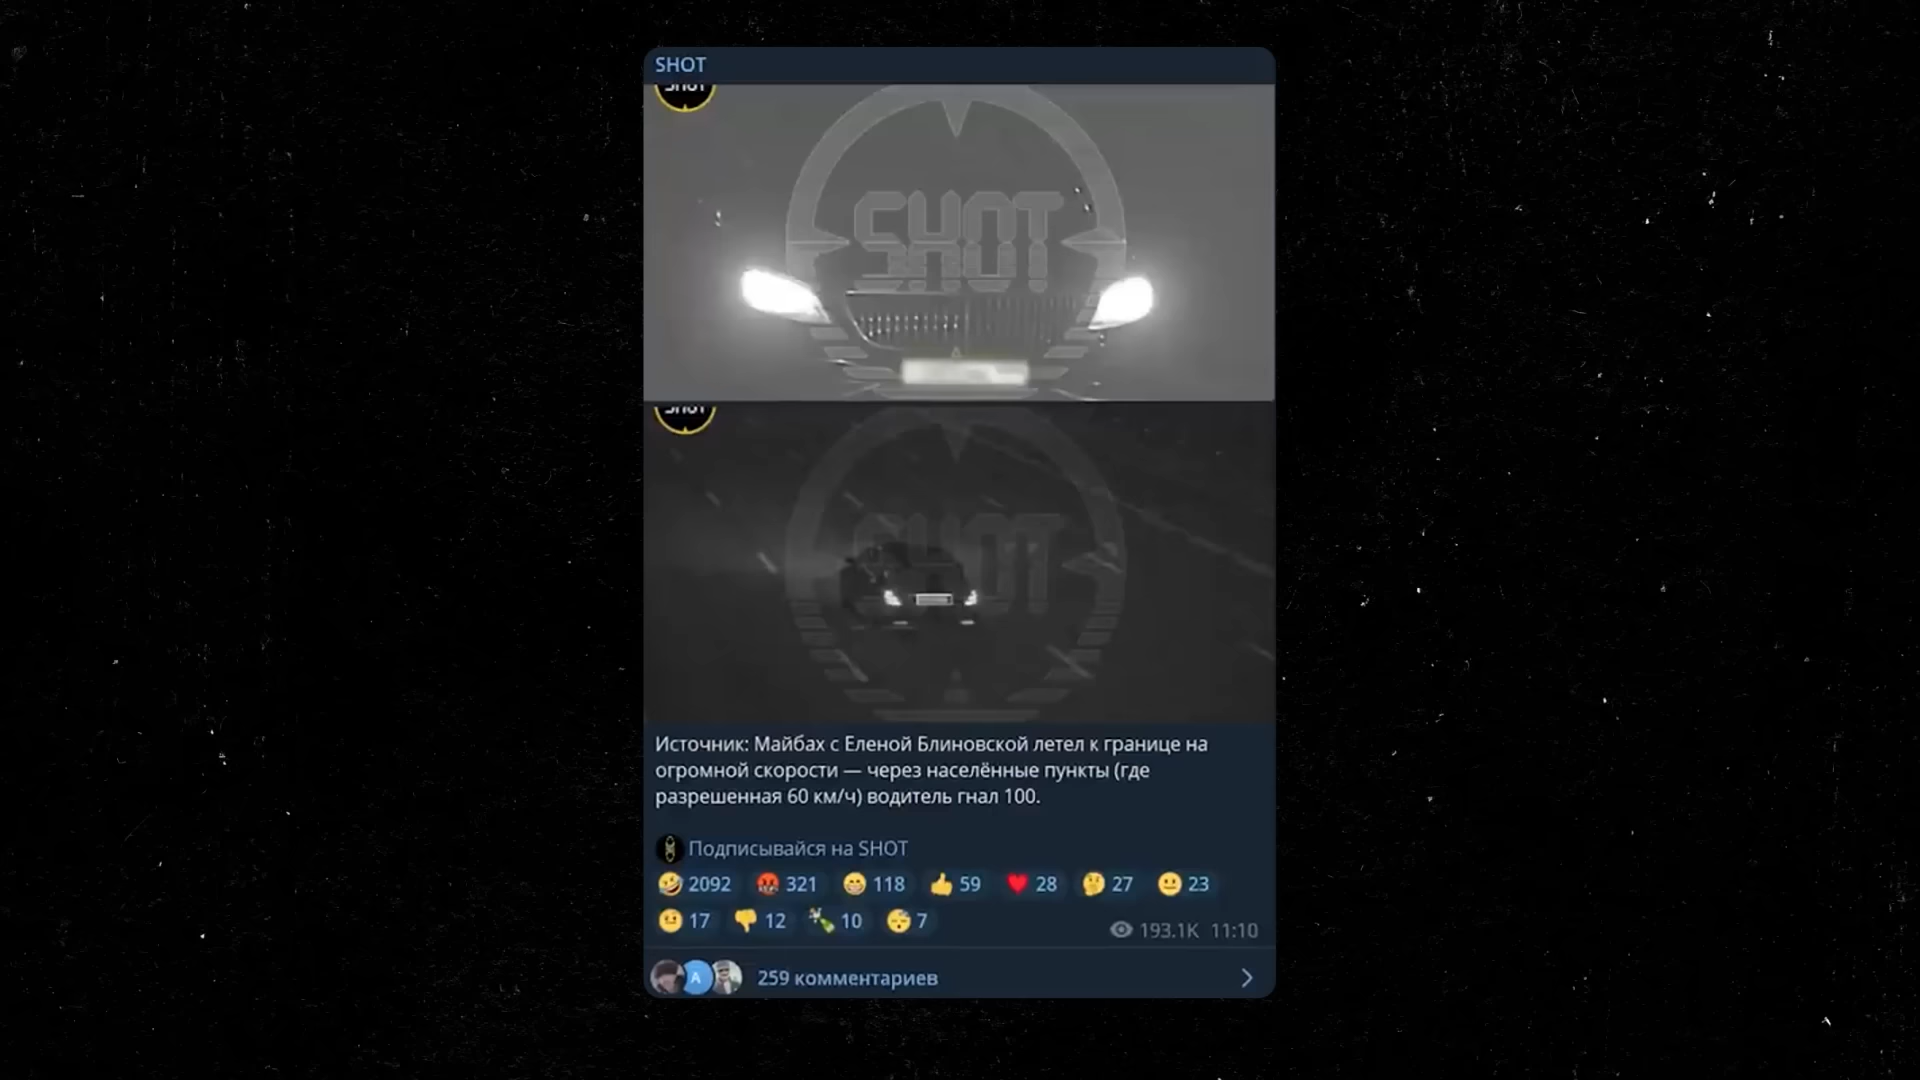 SHOT
SHOT
SHOT
SHOT
SHOT
Источник: Майбах с Еленой Блиновской летел к границе на
огромной скорости — через населённые пункты (где
разрешенная 60 км/ч) водитель гнал 100.
Подписывайся на SHOT
2092 321 118 59 28 27 23
17 12 10 7 193.1K 11:10
A 259 комментариев